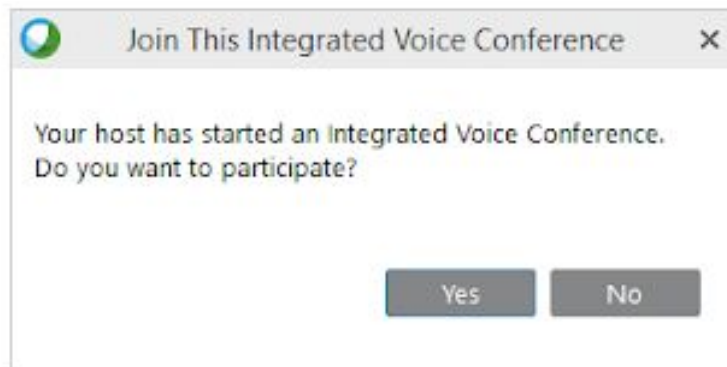 Join This Integrated Voice Conference
Your host has started an Integrated Voice Conference.
Do you want to participate?
Yes No